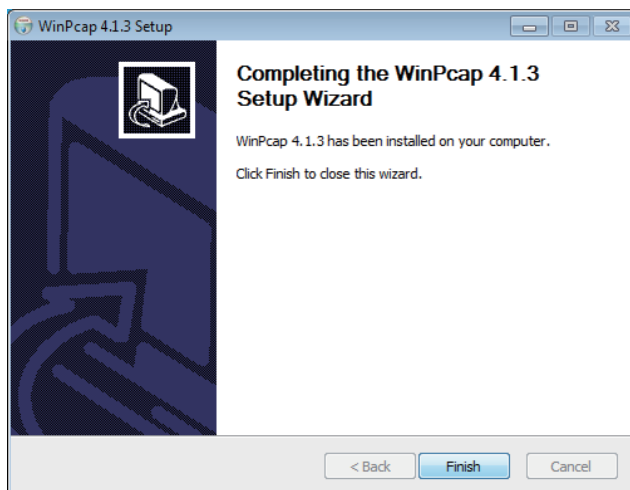 WinPcap 4.1.3 Setup
Completing the WinPcap 4.1.3
Setup Wizard
WinPcap 4.1.3 has been installed on your computer.
Click Finish to close this wizard.
< Back Finish Cancel